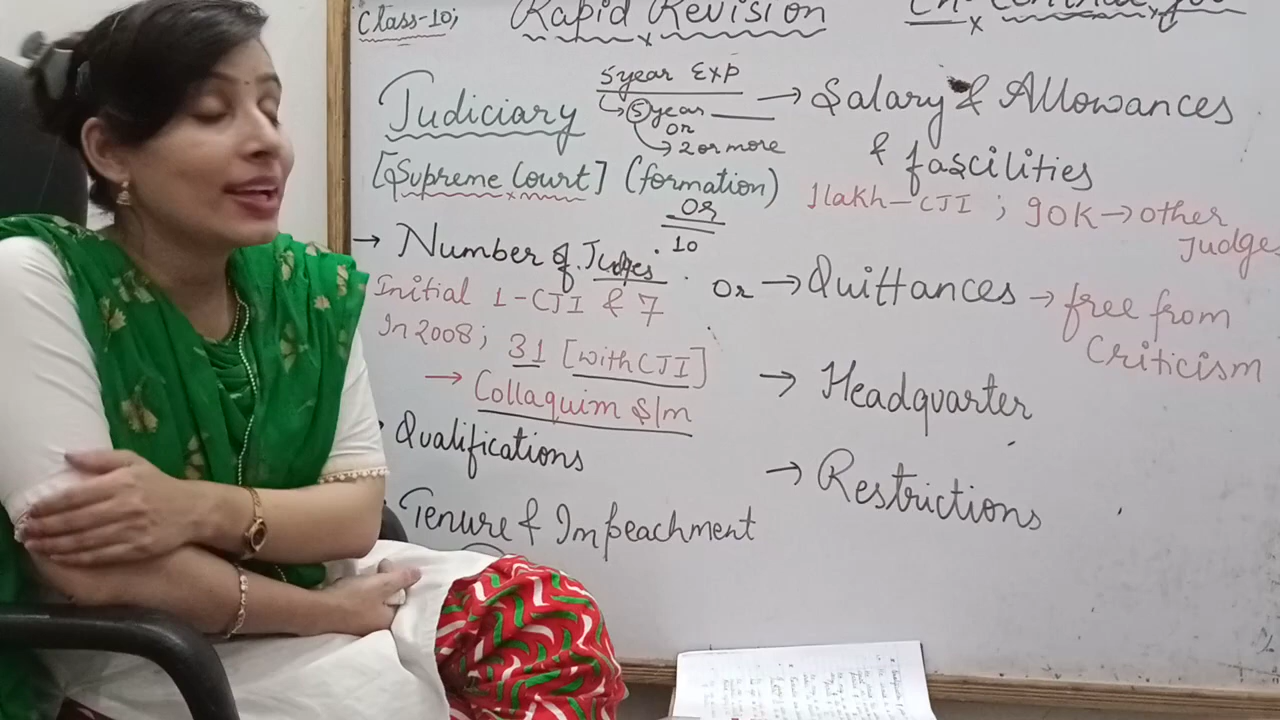 Class-10;
Rapid Revision
Judiciary
5year EXP
5year
or
2 or more
[Supreme Court] (formation)
OR
10
→ Number of Judges
Initial 1-CJI & 7
In 2008; 31 [with CJI]
→ Collaquim S/m
Qualifications
Tenure & Impeachment
→ Salary & Allowances
& fascilities
1lakh-CJI ; 90K→other
Judge
or → Quittances → free from
Criticism
→ Headquarter
→ Restrictions